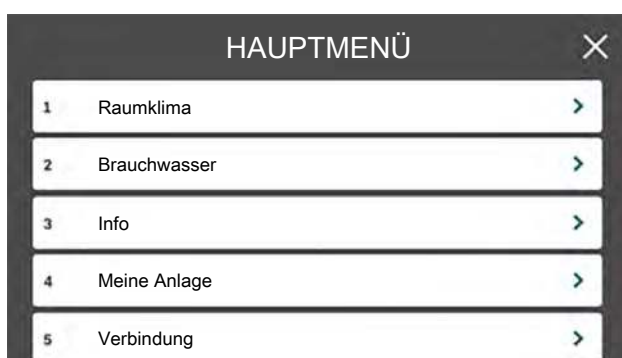 HAUPTMENÜ
1 Raumklima
2 Brauchwasser
3 Info
4 Meine Anlage
5 Verbindung